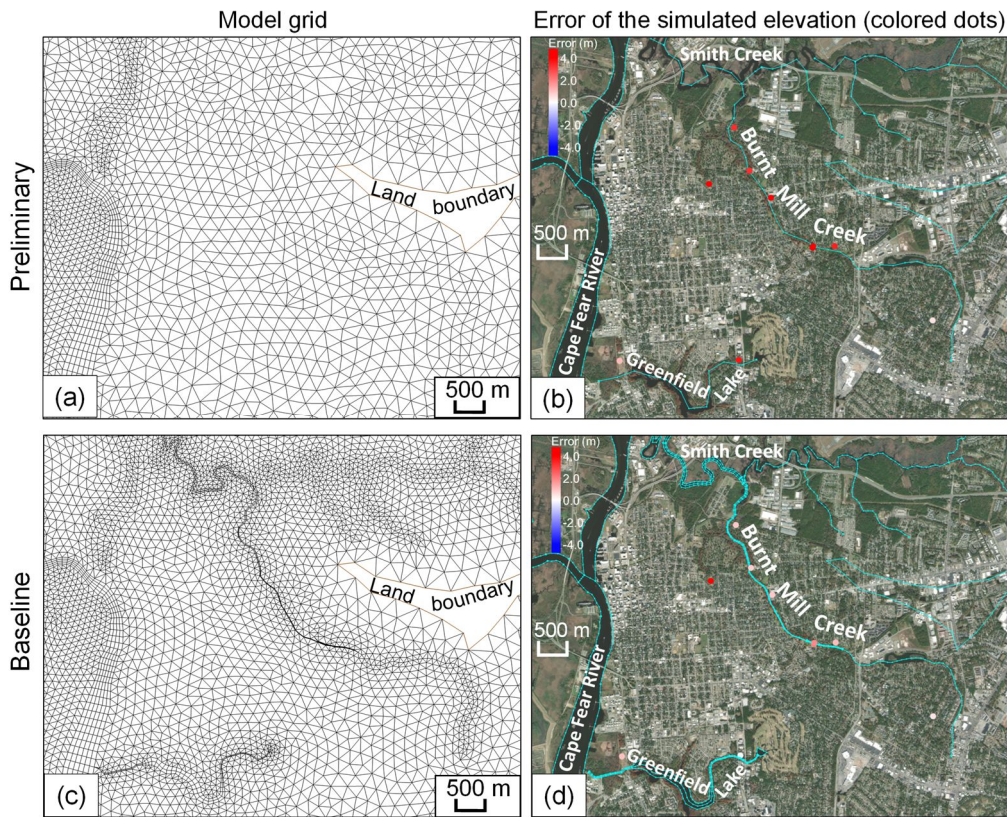 Model grid
Error of the simulated elevation (colored dots)
Preliminary
Land boundary
(a)
500 m
Error (m)
4.0
2.0
0.0
-2.0
-4.0
Smith Creek
Burnt Mill Creek
500 m
Cape Fear River
Greenfield Lake
(b)
Baseline
Land boundary
(c)
500 m
Error (m)
4.0
2.0
0.0
-2.0
-4.0
Smith Creek
Burnt Mill Creek
500 m
Cape Fear River
Greenfield Lake
(d)